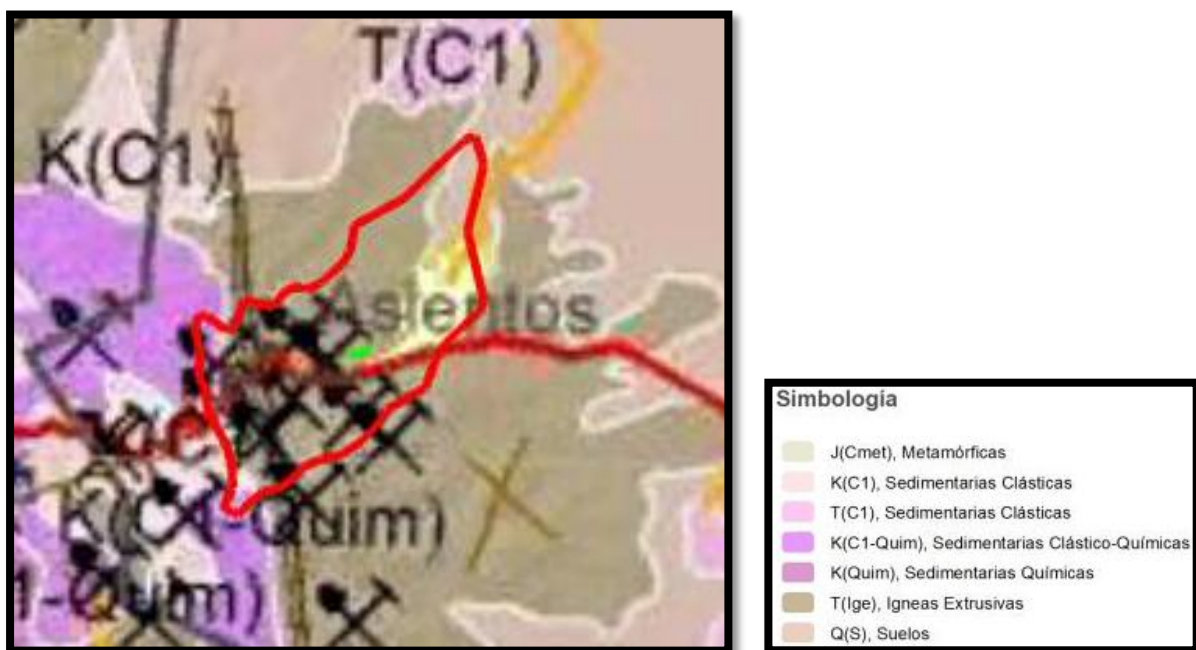 T(C1)
K(C1)
Asientos
K(C1-Quim)
1-Quim)
Simbología
J(Cmet), Metamórficas
K(C1), Sedimentarias Clásticas
T(C1), Sedimentarias Clásticas
K(C1-Quim), Sedimentarias Clástico-Químicas
K(Quim), Sedimentarias Químicas
T(Ige), Igneas Extrusivas
Q(S), Suelos